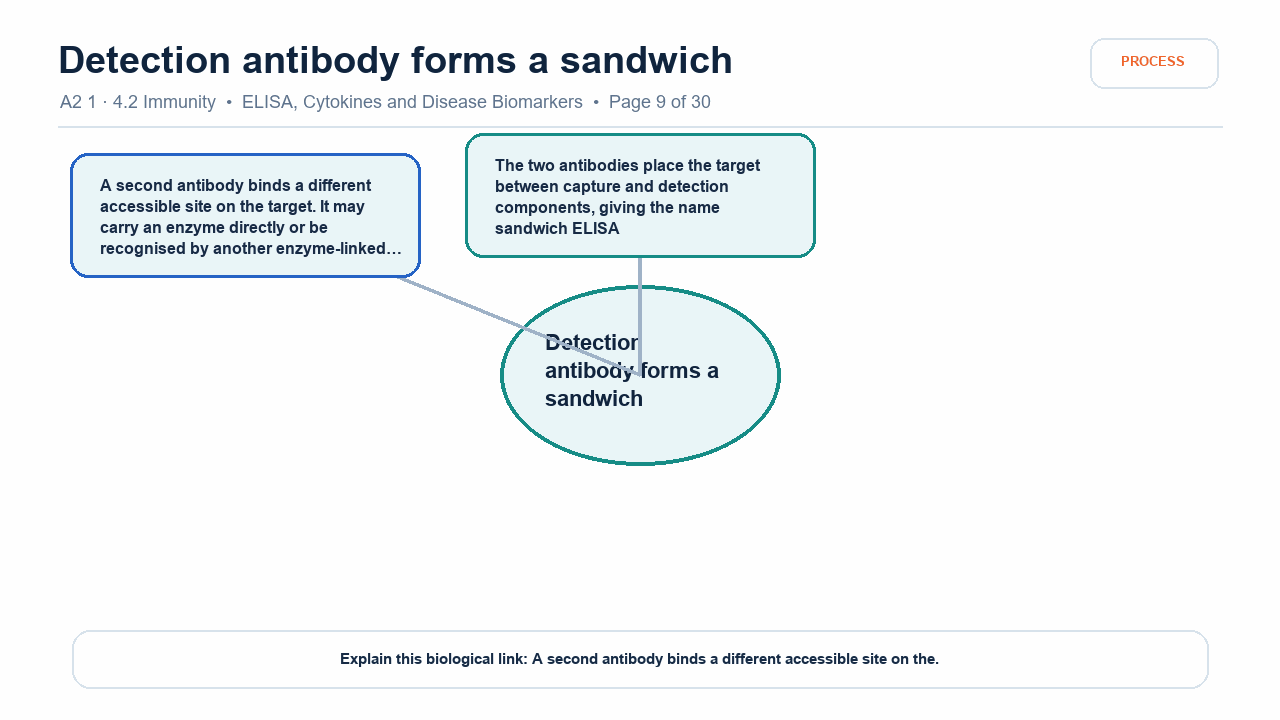 Detection antibody forms a sandwich
PROCESS
A2 1 · 4.2 Immunity • ELISA, Cytokines and Disease Biomarkers • Page 9 of 30
A second antibody binds a different
accessible site on the target. It may
carry an enzyme directly or be
recognised by another enzyme-linked…
The two antibodies place the target
between capture and detection
components, giving the name
sandwich ELISA
Detection
antibody forms a
sandwich
Explain this biological link: A second antibody binds a different accessible site on the.